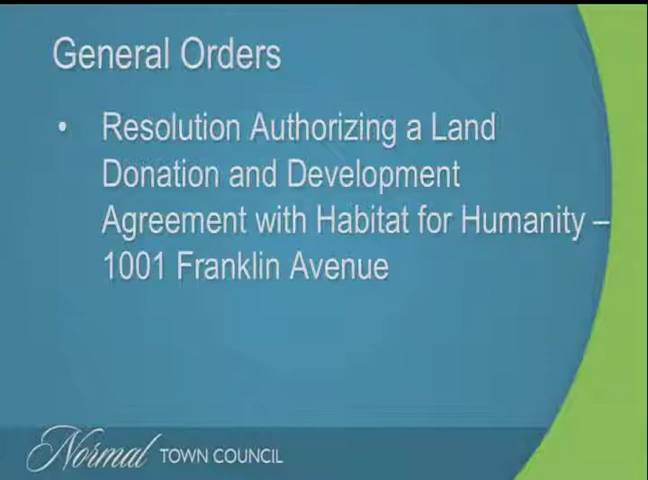 General Orders
• Resolution Authorizing a Land
Donation and Development
Agreement with Habitat for Humanity –
1001 Franklin Avenue
Normal TOWN COUNCIL